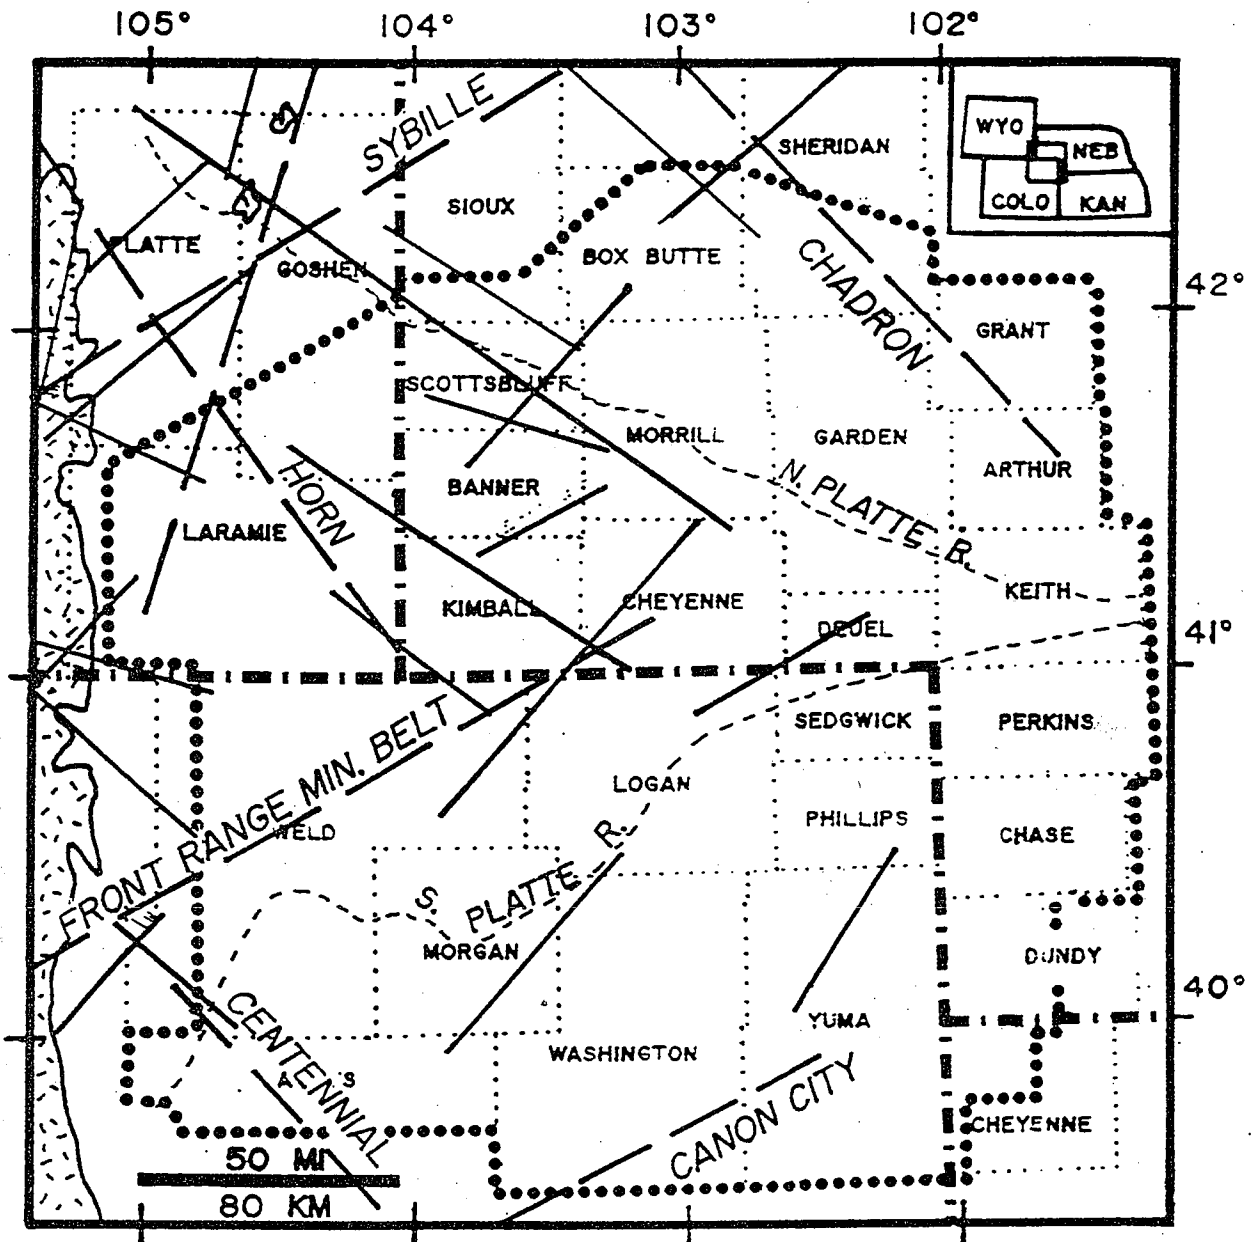 105° 104° 103° 102°
SYBILLE
SHERIDAN
WYO
NEB
COLO
KAN
SIOUX
PLATTE
GOSHEN
BOX BUTTE
CHADRON
42°
GRANT
SCOTTSBLUFF
MORRILL
GARDEN
ARTHUR
HORN
BANNER
N. PLATTE R.
LARAMIE
KEITH
KIMBALL
CHEYENNE
DEUEL
41°
SEDGWICK
PERKINS
FRONT RANGE MIN. BELT
LOGAN
WELD
PHILLIPS
CHASE
S. PLATTE R.
MORGAN
DUNDY
40°
CENTENNIAL
YUMA
WASHINGTON
A S
CANON CITY
CHEYENNE
50 MI
80 KM